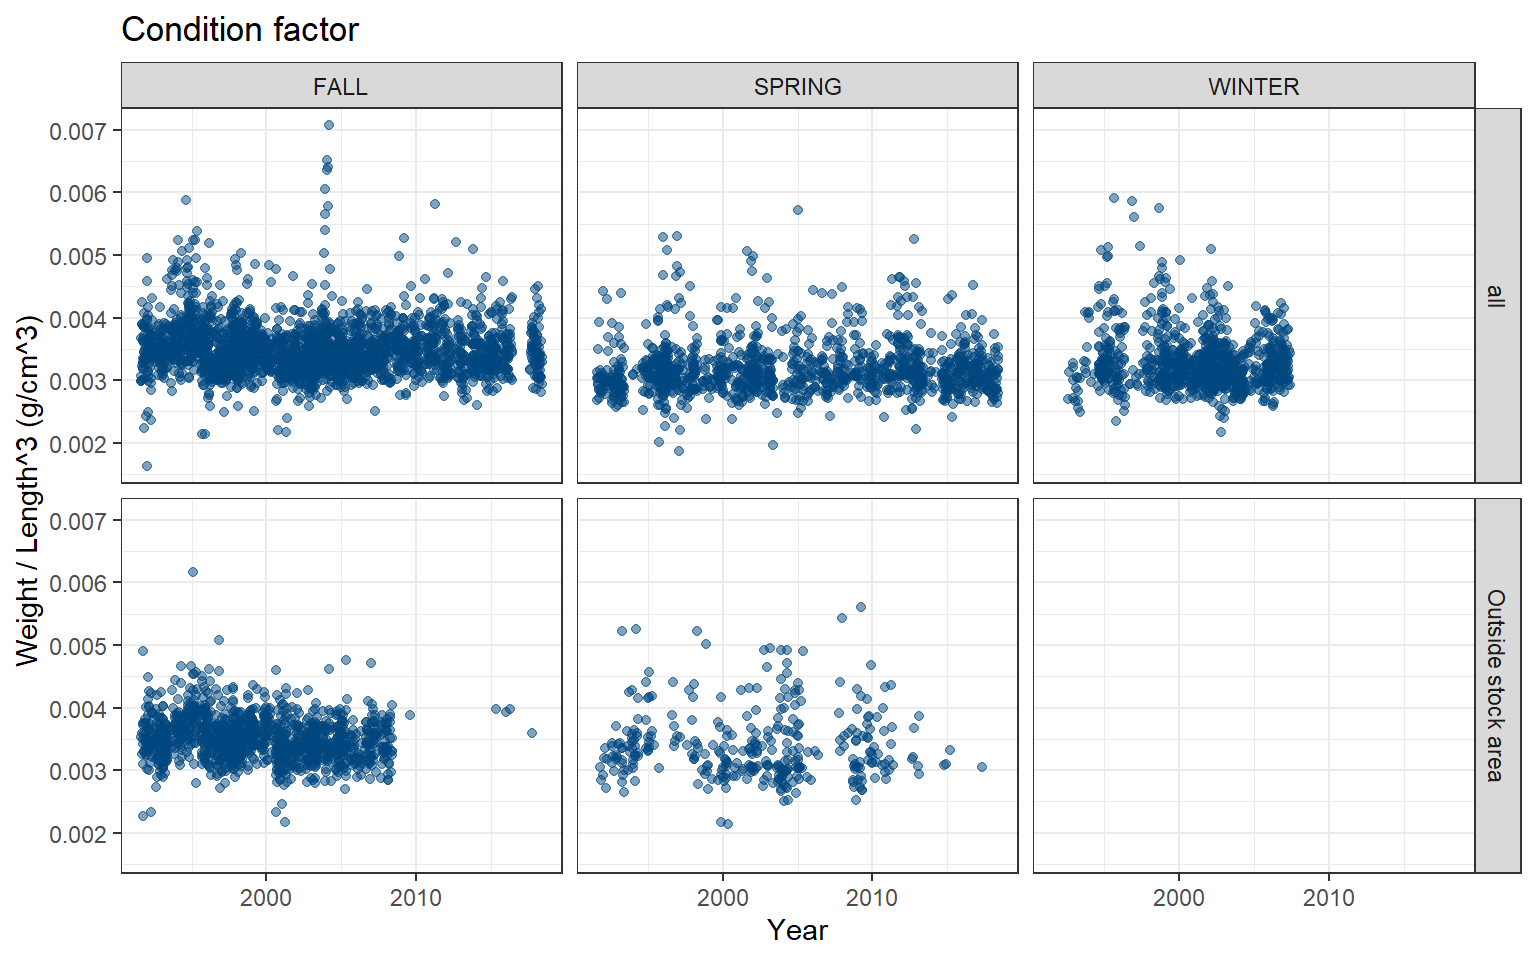 Condition factor
FALL
SPRING
WINTER
0.007
0.006
0.005
0.004
0.003
0.002
all
0.007
0.006
0.005
0.004
0.003
0.002
Outside stock area
Weight / Length^3 (g/cm^3)
2000
2010
2000
2010
2000
2010
Year